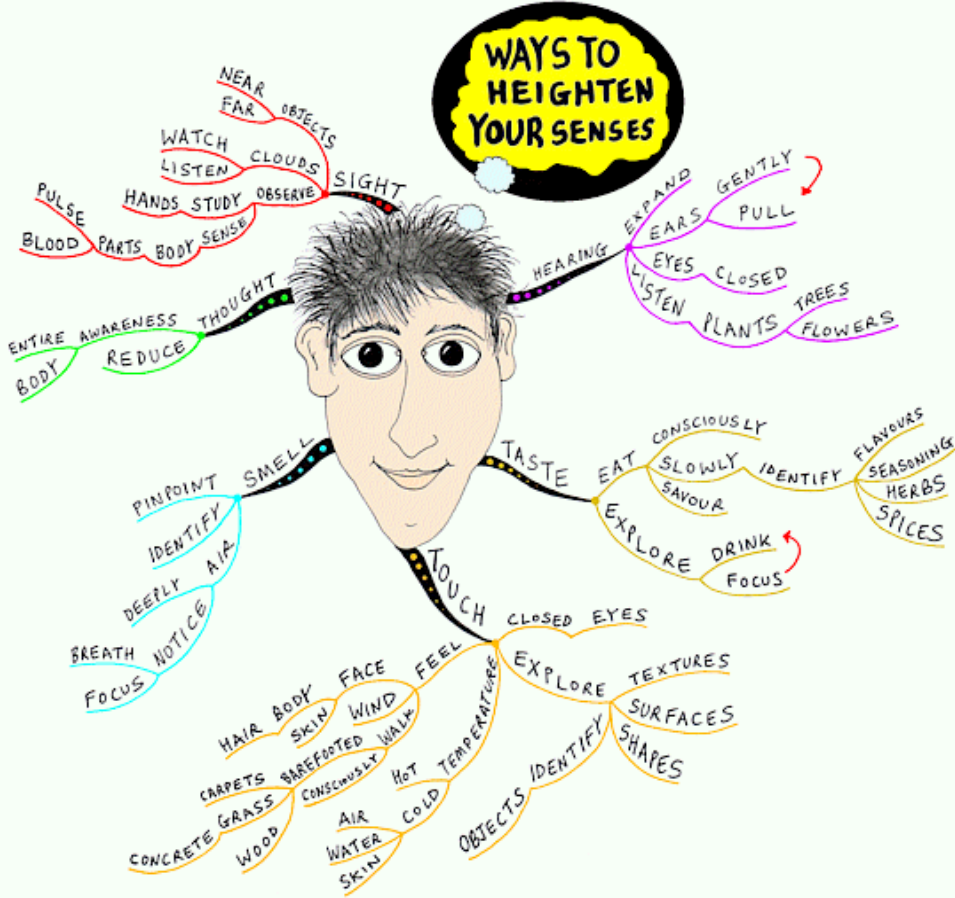 WAYS TO
HEIGHTEN
YOUR SENSES
SIGHT
OBJECTS
NEAR
FAR
CLOUDS
WATCH
LISTEN
OBSERVE
HANDS STUDY
BODY SENSE
PARTS
PULSE
BLOOD
THOUGHT
AWARENESS
ENTIRE
BODY
REDUCE
SMELL
PINPOINT
IDENTIFY
AIR
DEEPLY
NOTICE
BREATH
FOCUS
HEARING
EXPAND
EARS
GENTLY
PULL
EYES CLOSED
LISTEN PLANTS
TREES
FLOWERS
TASTE
EAT
CONSCIOUSLY
SLOWLY
IDENTIFY
FLAVOURS
SEASONING
HERBS
SPICES
SAVOUR
EXPLORE
DRINK
FOCUS
TOUCH
CLOSED EYES
EXPLORE
TEXTURES
SURFACES
SHAPES
IDENTIFY
OBJECTS
TEMPERATURE
HOT
COLD
AIR
WATER
SKIN
FEEL
FACE
HAIR BODY
SKIN
WIND
WALK
BAREFOOTED
CARPETS
CONCRETE GRASS
WOOD
CONSCIOUSLY